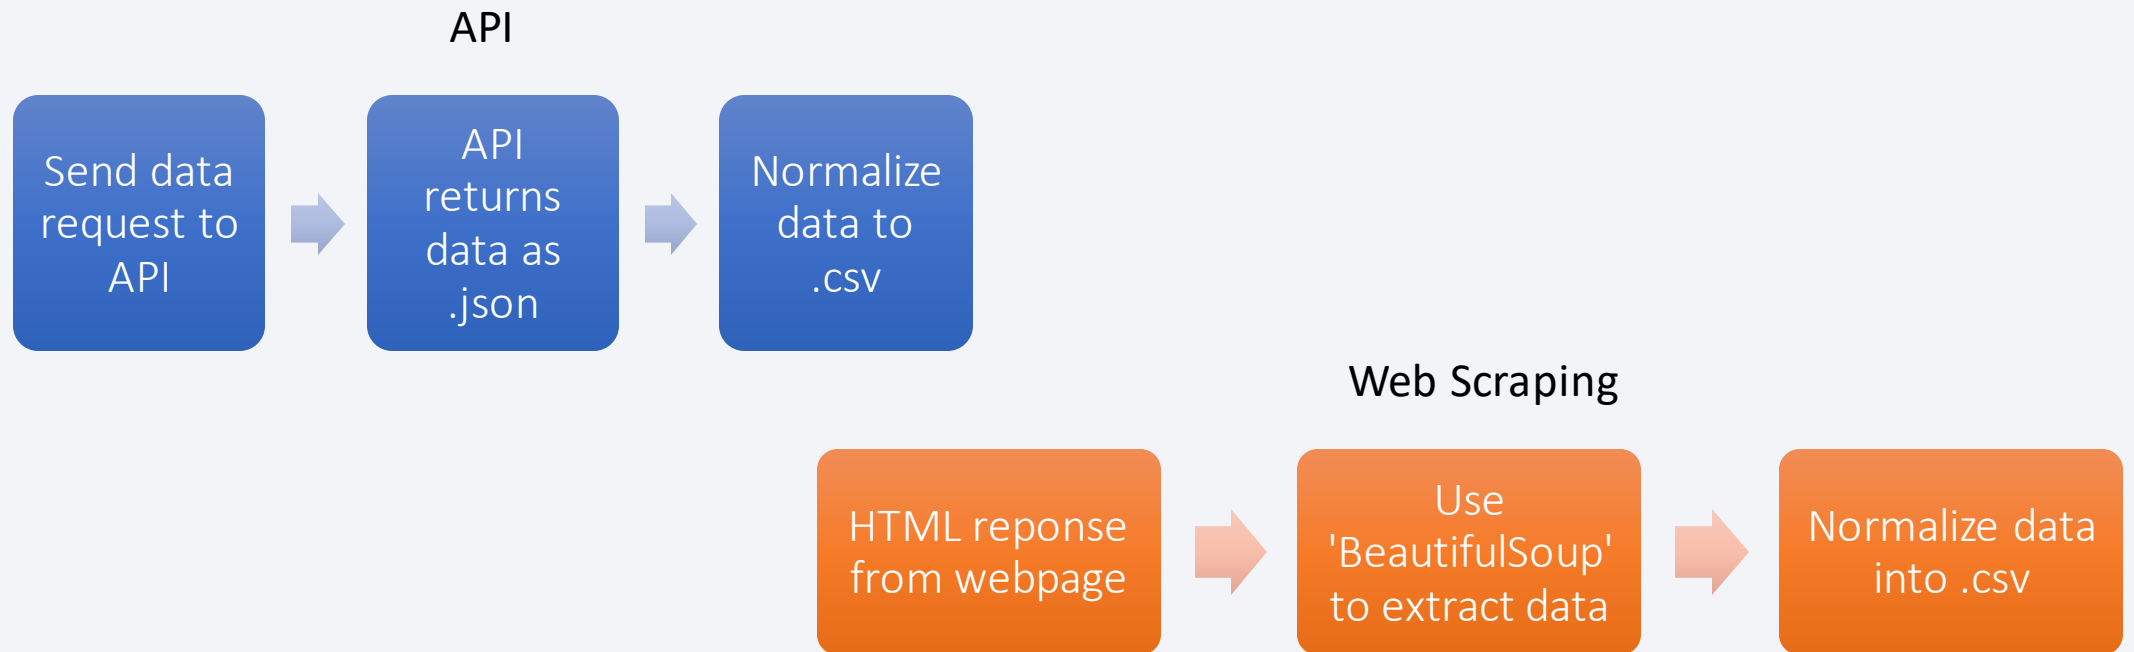 API
Send data
request to
API
API
returns
data as
.json
Normalize
data to
.csv
Web Scraping
HTML reponse
from webpage
Use
'BeautifulSoup'
to extract data
Normalize data
into .csv